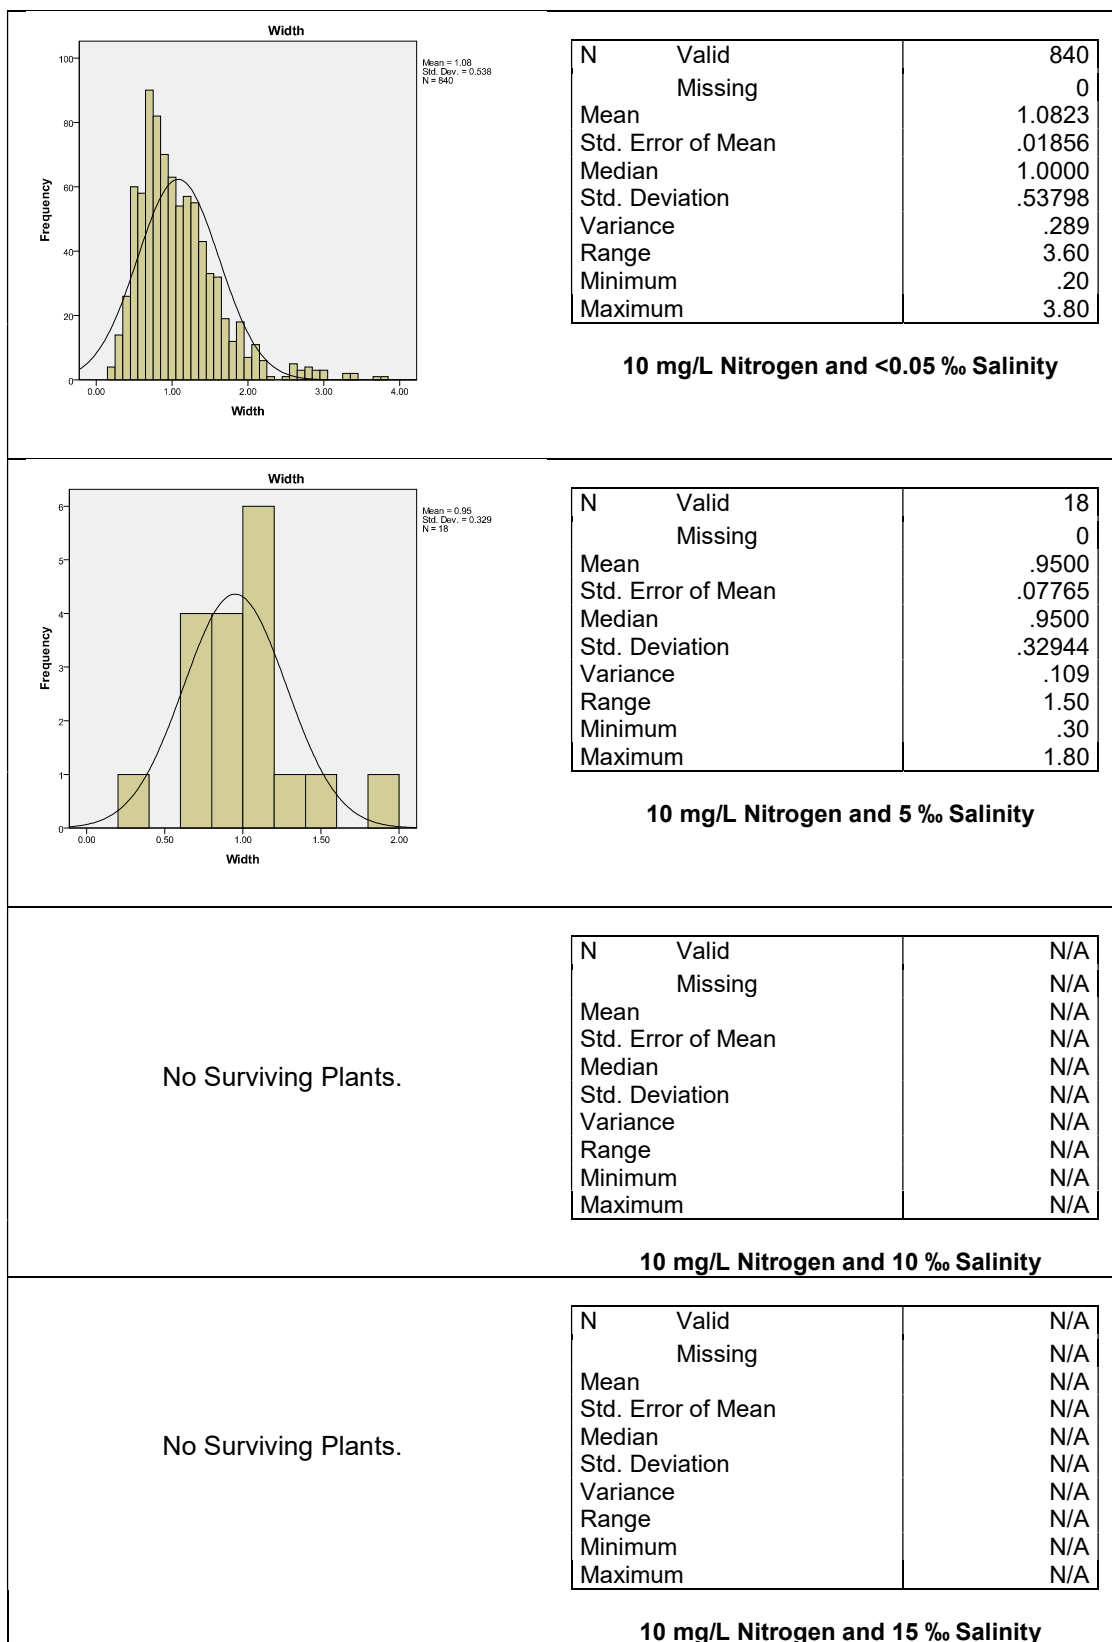 Width
Mean = 1.08
Std. Dev. = 0.538
N = 840
100
80
60
40
20
0
Frequency
0.00 1.00 2.00 3.00 4.00
Width
N Valid 840
Missing 0
Mean 1.0823
Std. Error of Mean .01856
Median 1.0000
Std. Deviation .53798
Variance .289
Range 3.60
Minimum .20
Maximum 3.80
10 mg/L Nitrogen and <0.05 ‰ Salinity
Width
Mean = 0.95
Std. Dev. = 0.329
N = 18
6
5
4
3
2
1
0
Frequency
0.00 0.50 1.00 1.50 2.00
Width
N Valid 18
Missing 0
Mean .9500
Std. Error of Mean .07765
Median .9500
Std. Deviation .32944
Variance .109
Range 1.50
Minimum .30
Maximum 1.80
10 mg/L Nitrogen and 5 ‰ Salinity
No Surviving Plants.
N Valid N/A
Missing N/A
Mean N/A
Std. Error of Mean N/A
Median N/A
Std. Deviation N/A
Variance N/A
Range N/A
Minimum N/A
Maximum N/A
10 mg/L Nitrogen and 10 ‰ Salinity
No Surviving Plants.
N Valid N/A
Missing N/A
Mean N/A
Std. Error of Mean N/A
Median N/A
Std. Deviation N/A
Variance N/A
Range N/A
Minimum N/A
Maximum N/A
10 mg/L Nitrogen and 15 ‰ Salinity